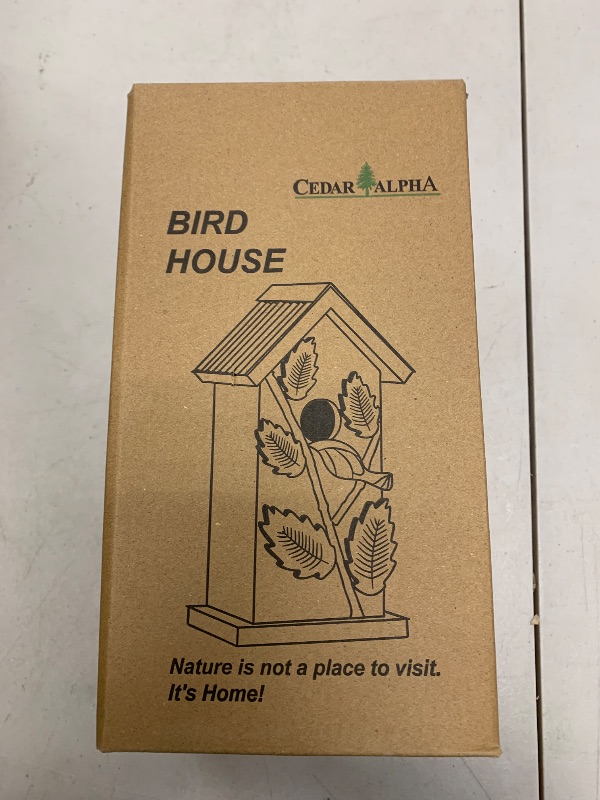 CEDAR ALPHA
BIRD
HOUSE
Nature is not a place to visit.
It's Home!